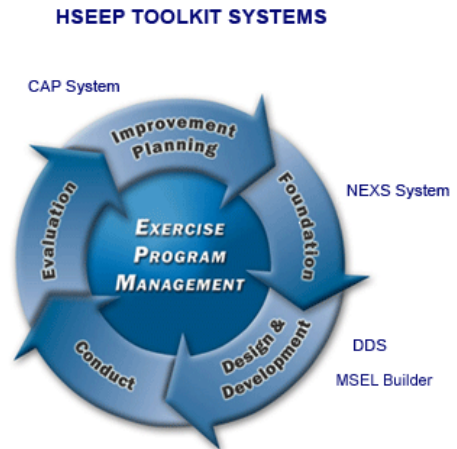 HSEEP TOOLKIT SYSTEMS
CAP System
Improvement
Planning
Foundation
NEXS System
Evaluation
EXERCISE
PROGRAM
MANAGEMENT
Conduct
Design &
Development
DDS
MSEL Builder